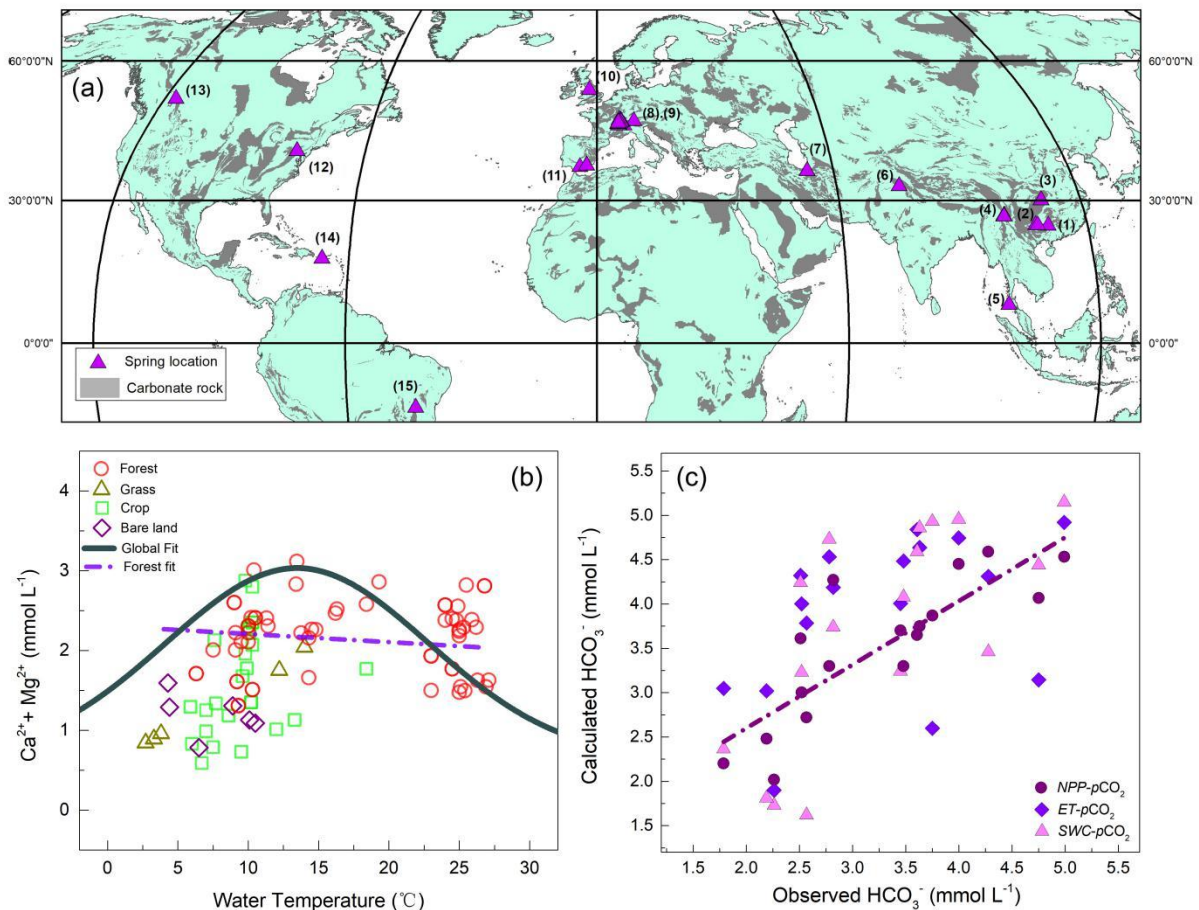 (a)
60°0'0"N
60°0'0"N
30°0'0"N
30°0'0"N
0°0'0"
0°0'0"
(13)
(10)
(8) (9)
(12)
(11)
(7)
(6)
(3)
(4)
(2)
(1)
(14)
(5)
(15)
Spring location
Carbonate rock
(b)
Forest
Grass
Crop
Bare land
Global Fit
Forest fit
Ca²⁺+ Mg²⁺ (mmol L⁻¹)
4
3
2
1
0
0 5 10 15 20 25 30
Water Temperature (℃)
(c)
Calculated HCO₃⁻ (mmol L⁻¹)
5.5
5.0
4.5
4.0
3.5
3.0
2.5
2.0
1.5
1.5 2.0 2.5 3.0 3.5 4.0 4.5 5.0 5.5
Observed HCO₃⁻ (mmol L⁻¹)
NPP-pCO₂
ET-pCO₂
SWC-pCO₂